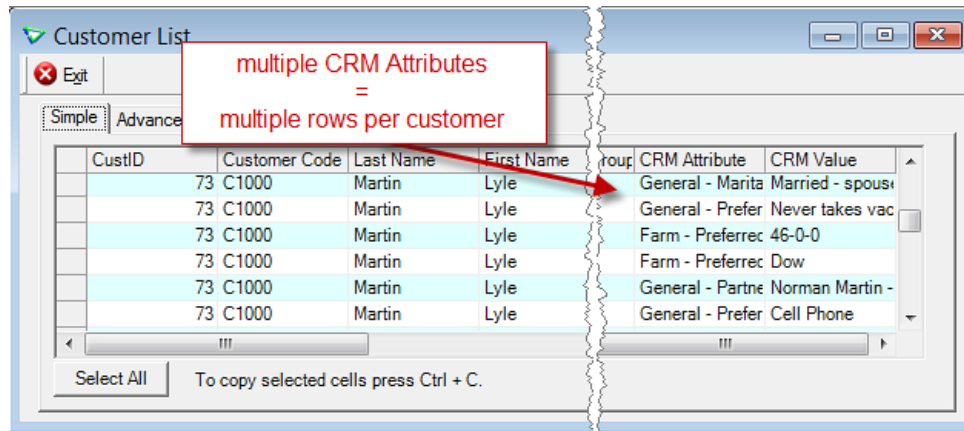 Customer List
Exit
multiple CRM Attributes
=
multiple rows per customer
Simple Advance
CustID Customer Code Last Name First Name roup CRM Attribute CRM Value
73 C1000 Martin Lyle General - Marita Married - spouse
73 C1000 Martin Lyle General - Prefer Never takes vac
73 C1000 Martin Lyle Farm - Preferred 46-0-0
73 C1000 Martin Lyle Farm - Preferred Dow
73 C1000 Martin Lyle General - Partne Norman Martin -
73 C1000 Martin Lyle General - Prefer Cell Phone
Select All To copy selected cells press Ctrl + C.